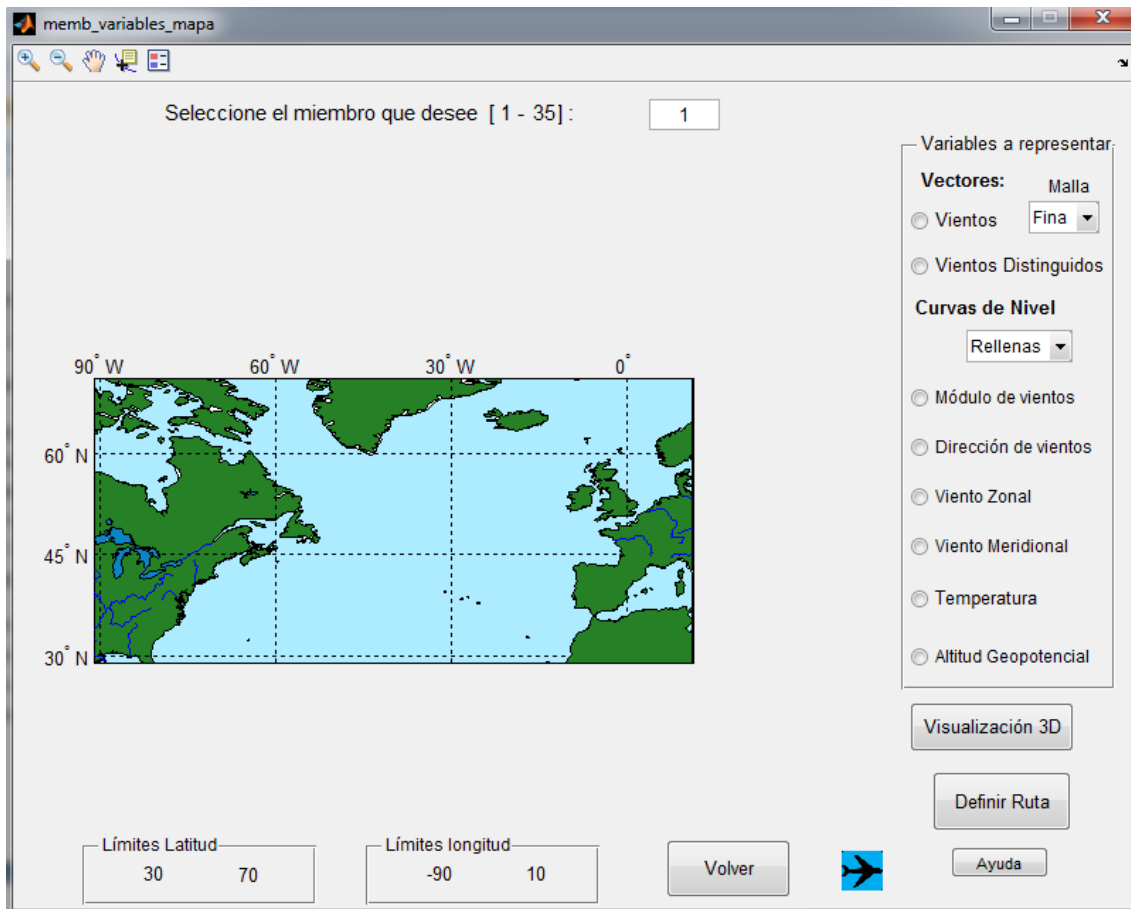 memb_variables_mapa
Seleccione el miembro que desee [ 1 - 35] : 1
Variables a representar
Vectores: Malla
Vientos Fina
Vientos Distinguidos
Curvas de Nivel
Rellenas
Módulo de vientos
Dirección de vientos
Viento Zonal
Viento Meridional
Temperatura
Altitud Geopotencial
90° W 60° W 30° W 0°
60° N
45° N
30° N
Visualización 3D
Definir Ruta
Ayuda
Límites Latitud
30 70
Límites longitud
-90 10
Volver